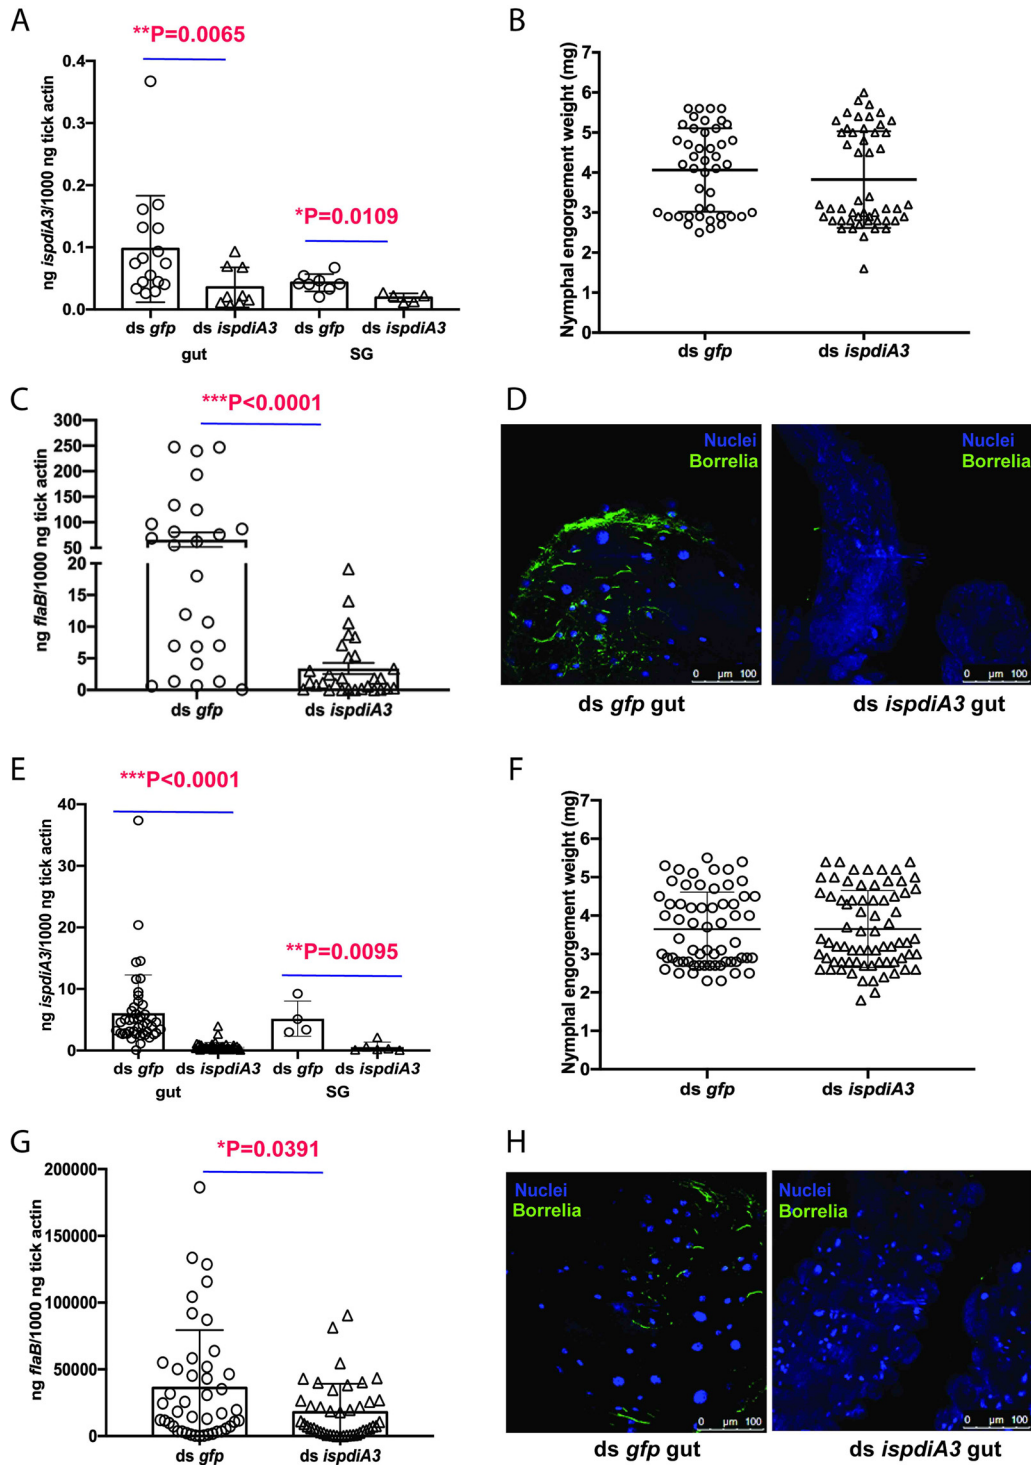 A
**P=0.0065
ng ispdiA3/1000 ng tick actin
0.4
0.3
0.2
0.1
0.0
*P=0.0109
ds gfp ds ispdiA3 ds gfp ds ispdiA3
gut SG
B
Nymphal engorgement weight (mg)
7
6
5
4
3
2
1
0
ds gfp ds ispdiA3
C
***P<0.0001
ng flaB/1000 ng tick actin
300
250
200
150
100
50
20
15
10
5
0
ds gfp ds ispdiA3
D
Nuclei
Borrelia
0 µm 100
ds gfp gut
Nuclei
Borrelia
0 µm 100
ds ispdiA3 gut
E
***P<0.0001
ng ispdiA3/1000 ng tick actin
40
30
20
10
0
**P=0.0095
ds gfp ds ispdiA3 ds gfp ds ispdiA3
gut SG
F
Nymphal engorgement weight (mg)
7
6
5
4
3
2
1
0
ds gfp ds ispdiA3
G
*P=0.0391
ng flaB/1000 ng tick actin
200000
150000
100000
50000
0
ds gfp ds ispdiA3
H
Nuclei
Borrelia
0 µm 100
ds gfp gut
Nuclei
Borrelia
0 µm 100
ds ispdiA3 gut